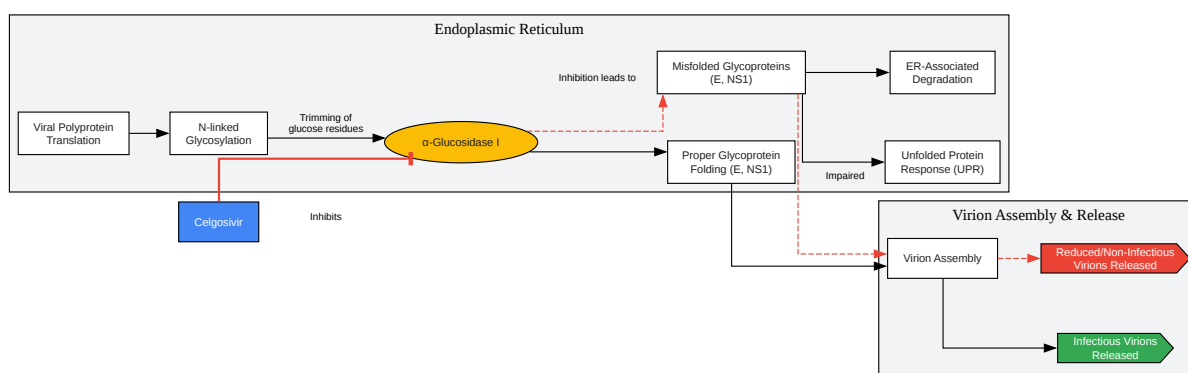 Endoplasmic Reticulum
Viral Polyprotein
Translation
N-linked
Glycosylation
Trimming of
glucose residues
α-Glucosidase I
Inhibition leads to
Misfolded Glycoproteins
(E, NS1)
ER-Associated
Degradation
Proper Glycoprotein
Folding (E, NS1)
Impaired
Unfolded Protein
Response (UPR)
Celgosivir
Inhibits
Virion Assembly & Release
Virion Assembly
Reduced/Non-Infectious
Virions Released
Infectious Virions
Released